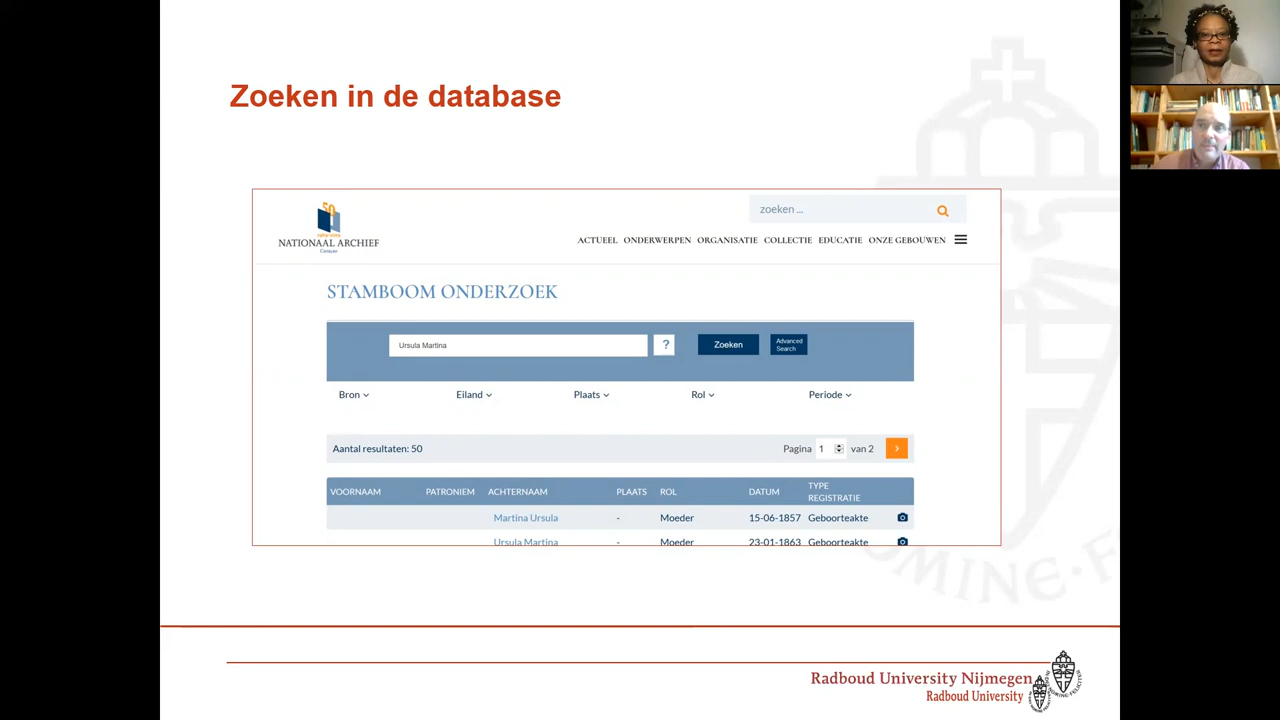 Zoeken in de database
50
NATIONAAL ARCHIEF
Curaçao
zoeken ...
ACTUEEL ONDERWERPEN ORGANISATIE COLLECTIE EDUCATIE ONZE GEBOUWEN
STAMBOOM ONDERZOEK
Ursula Martina ? Zoeken Advanced Search
Bron Eiland Plaats Rol Periode
Aantal resultaten: 50 Pagina 1 van 2
VOORNAAM PATRONIEM ACHTERNAAM PLAATS ROL DATUM TYPE REGISTRATIE
Martina Ursula - Moeder 15-06-1857 Geboorteakte
Ursula Martina - Moeder 23-01-1863 Geboorteakte
Radboud University Nijmegen
Radboud University